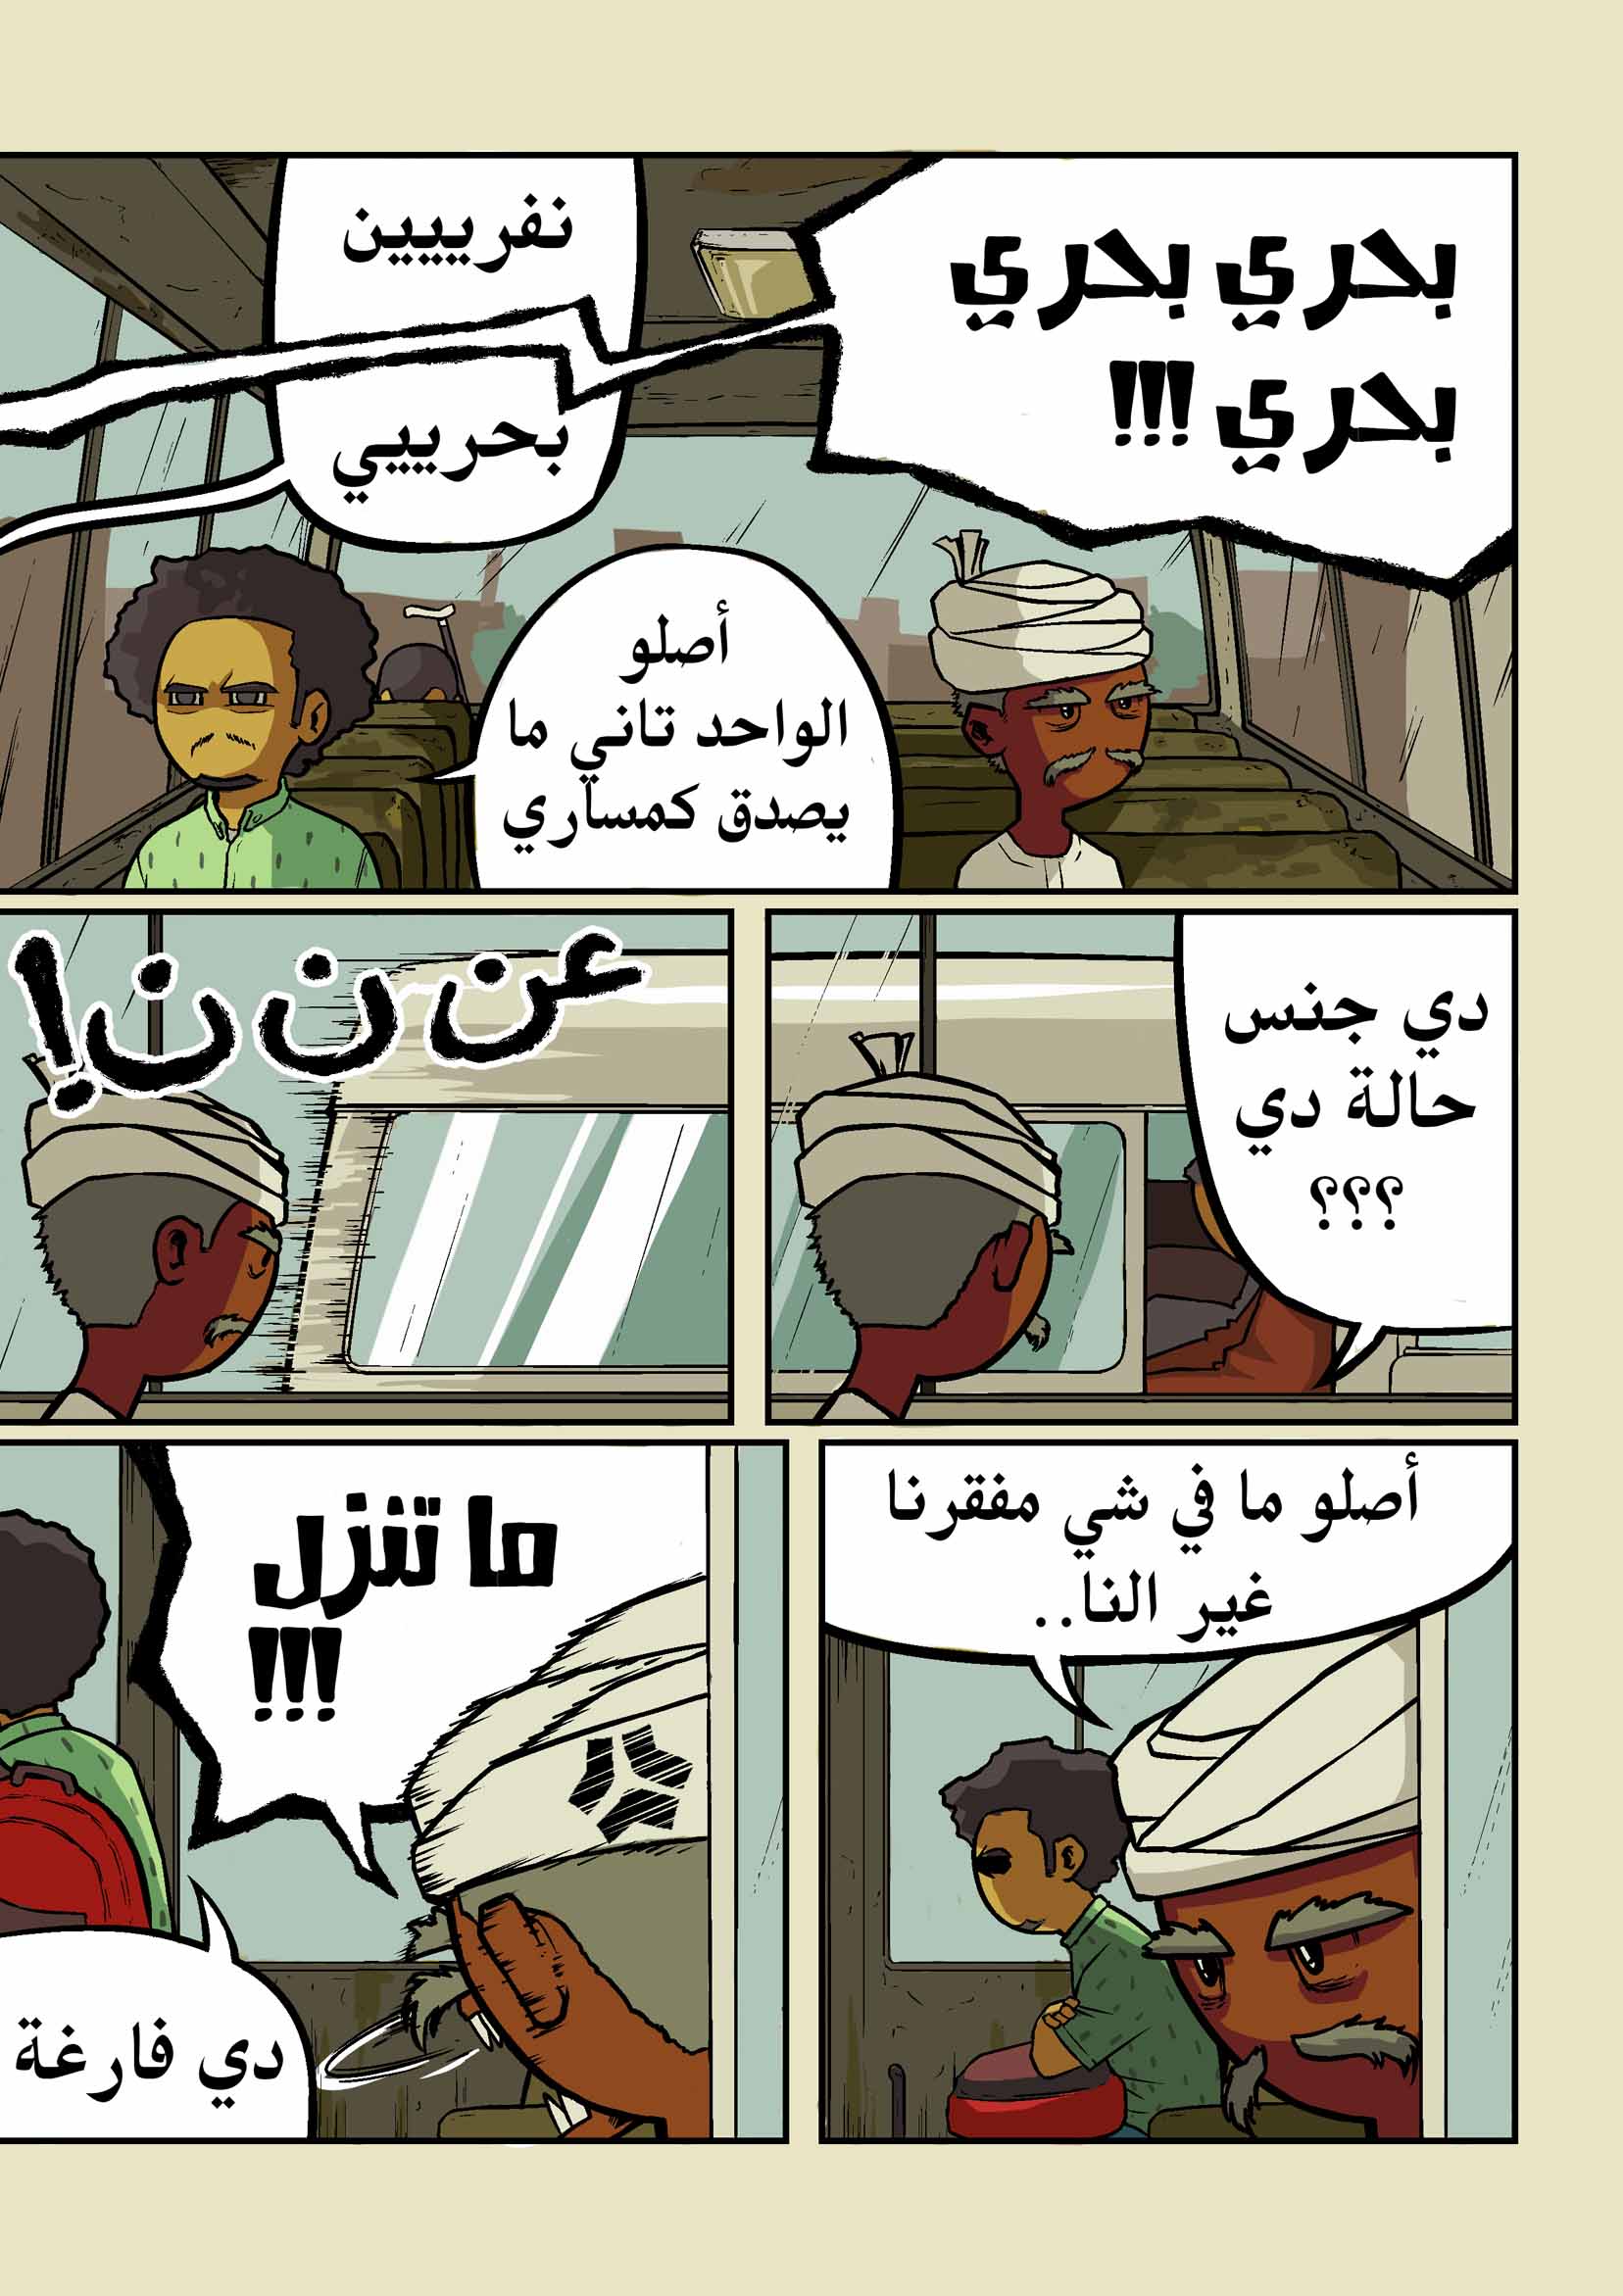 بحري بحري
بحري !!!
نفرييين
بحرييي
أصلو
الواحد تاني ما
يصدق كمساري
دي جنس
حالة دي
؟؟؟
عن ن ن!
أصلو ما في شي مفقرنا
غير النا..
ما تنزل
!!!
دي فارغة